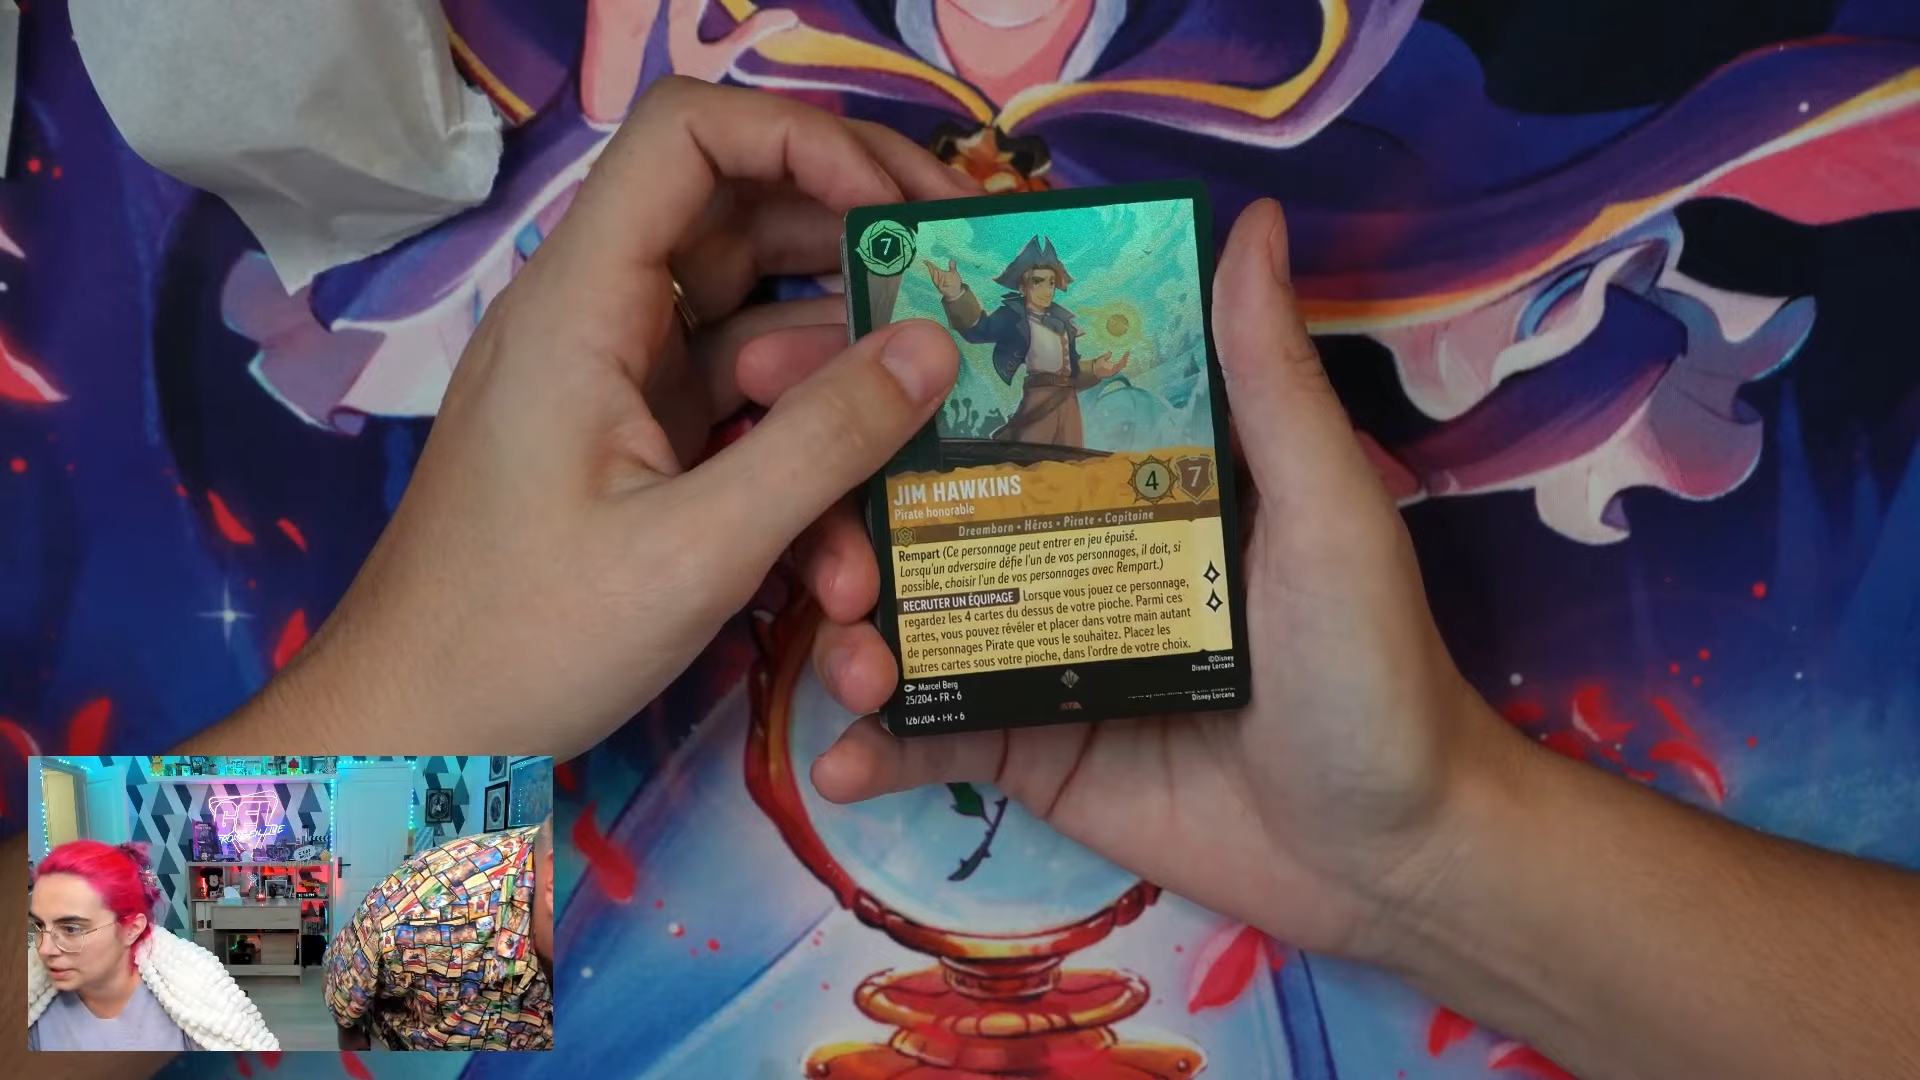 7
JIM HAWKINS
4
7
Pirate honorable
Dreamborn • Héros • Pirate • Capitaine
Rempart (Ce personnage peut entrer en jeu épuisé.
Lorsqu'un adversaire défie l'un de vos personnages, il doit, si
possible, choisir l'un de vos personnages avec Rempart.)
RECRUTER UN ÉQUIPAGE Lorsque vous jouez ce personnage,
regardez les 4 cartes du dessus de votre pioche. Parmi ces
cartes, vous pouvez révéler et placer dans votre main autant
de personnages Pirate que vous le souhaitez. Placez les
autres cartes sous votre pioche, dans l'ordre de votre choix.
©Disney
Disney Lorcana
Marcel Berg
25/204 • FR • 6
Disney Lorcana
126/204 • FR • 6
GEL